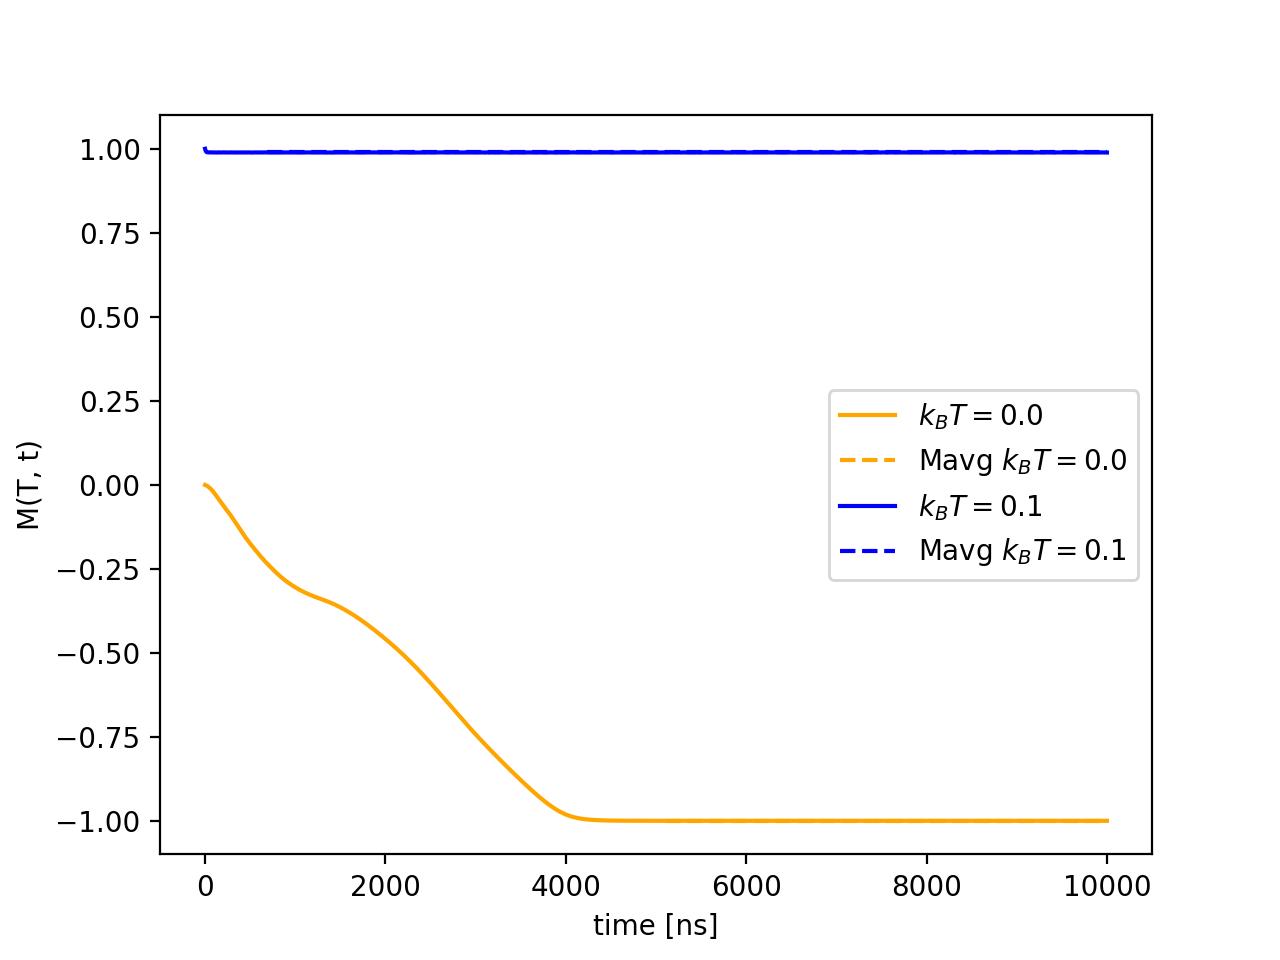 M(T, t)
1.00
0.75
0.50
0.25
0.00
−0.25
−0.50
−0.75
−1.00
k_BT = 0.0
Mavg k_BT = 0.0
k_BT = 0.1
Mavg k_BT = 0.1
0 2000 4000 6000 8000 10000
time [ns]